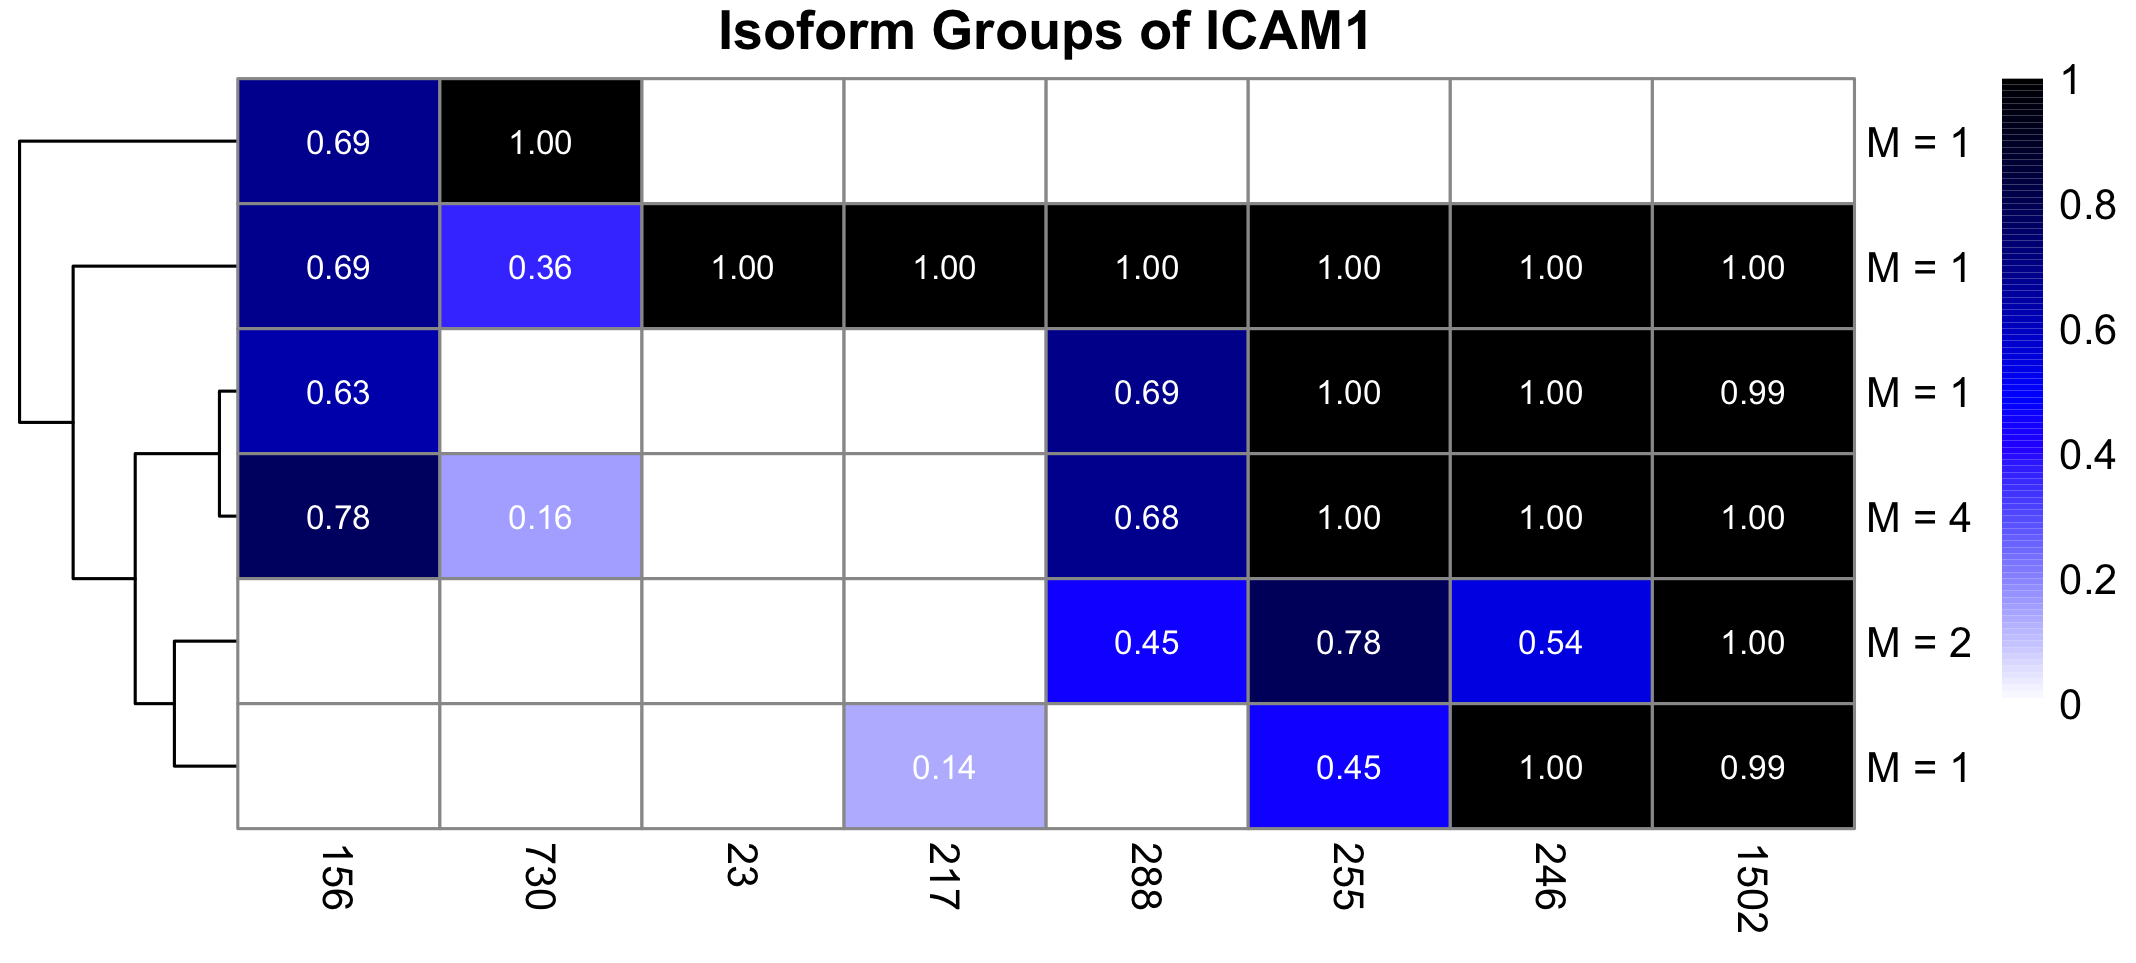 Isoform Groups of ICAM1
0.69 1.00 M = 1
0.69 0.36 1.00 1.00 1.00 1.00 1.00 1.00 M = 1
0.63 0.69 1.00 1.00 0.99 M = 1
0.78 0.16 0.68 1.00 1.00 1.00 M = 4
0.45 0.78 0.54 1.00 M = 2
0.14 0.45 1.00 0.99 M = 1
156 730 23 217 288 255 246 1502
1
0.8
0.6
0.4
0.2
0